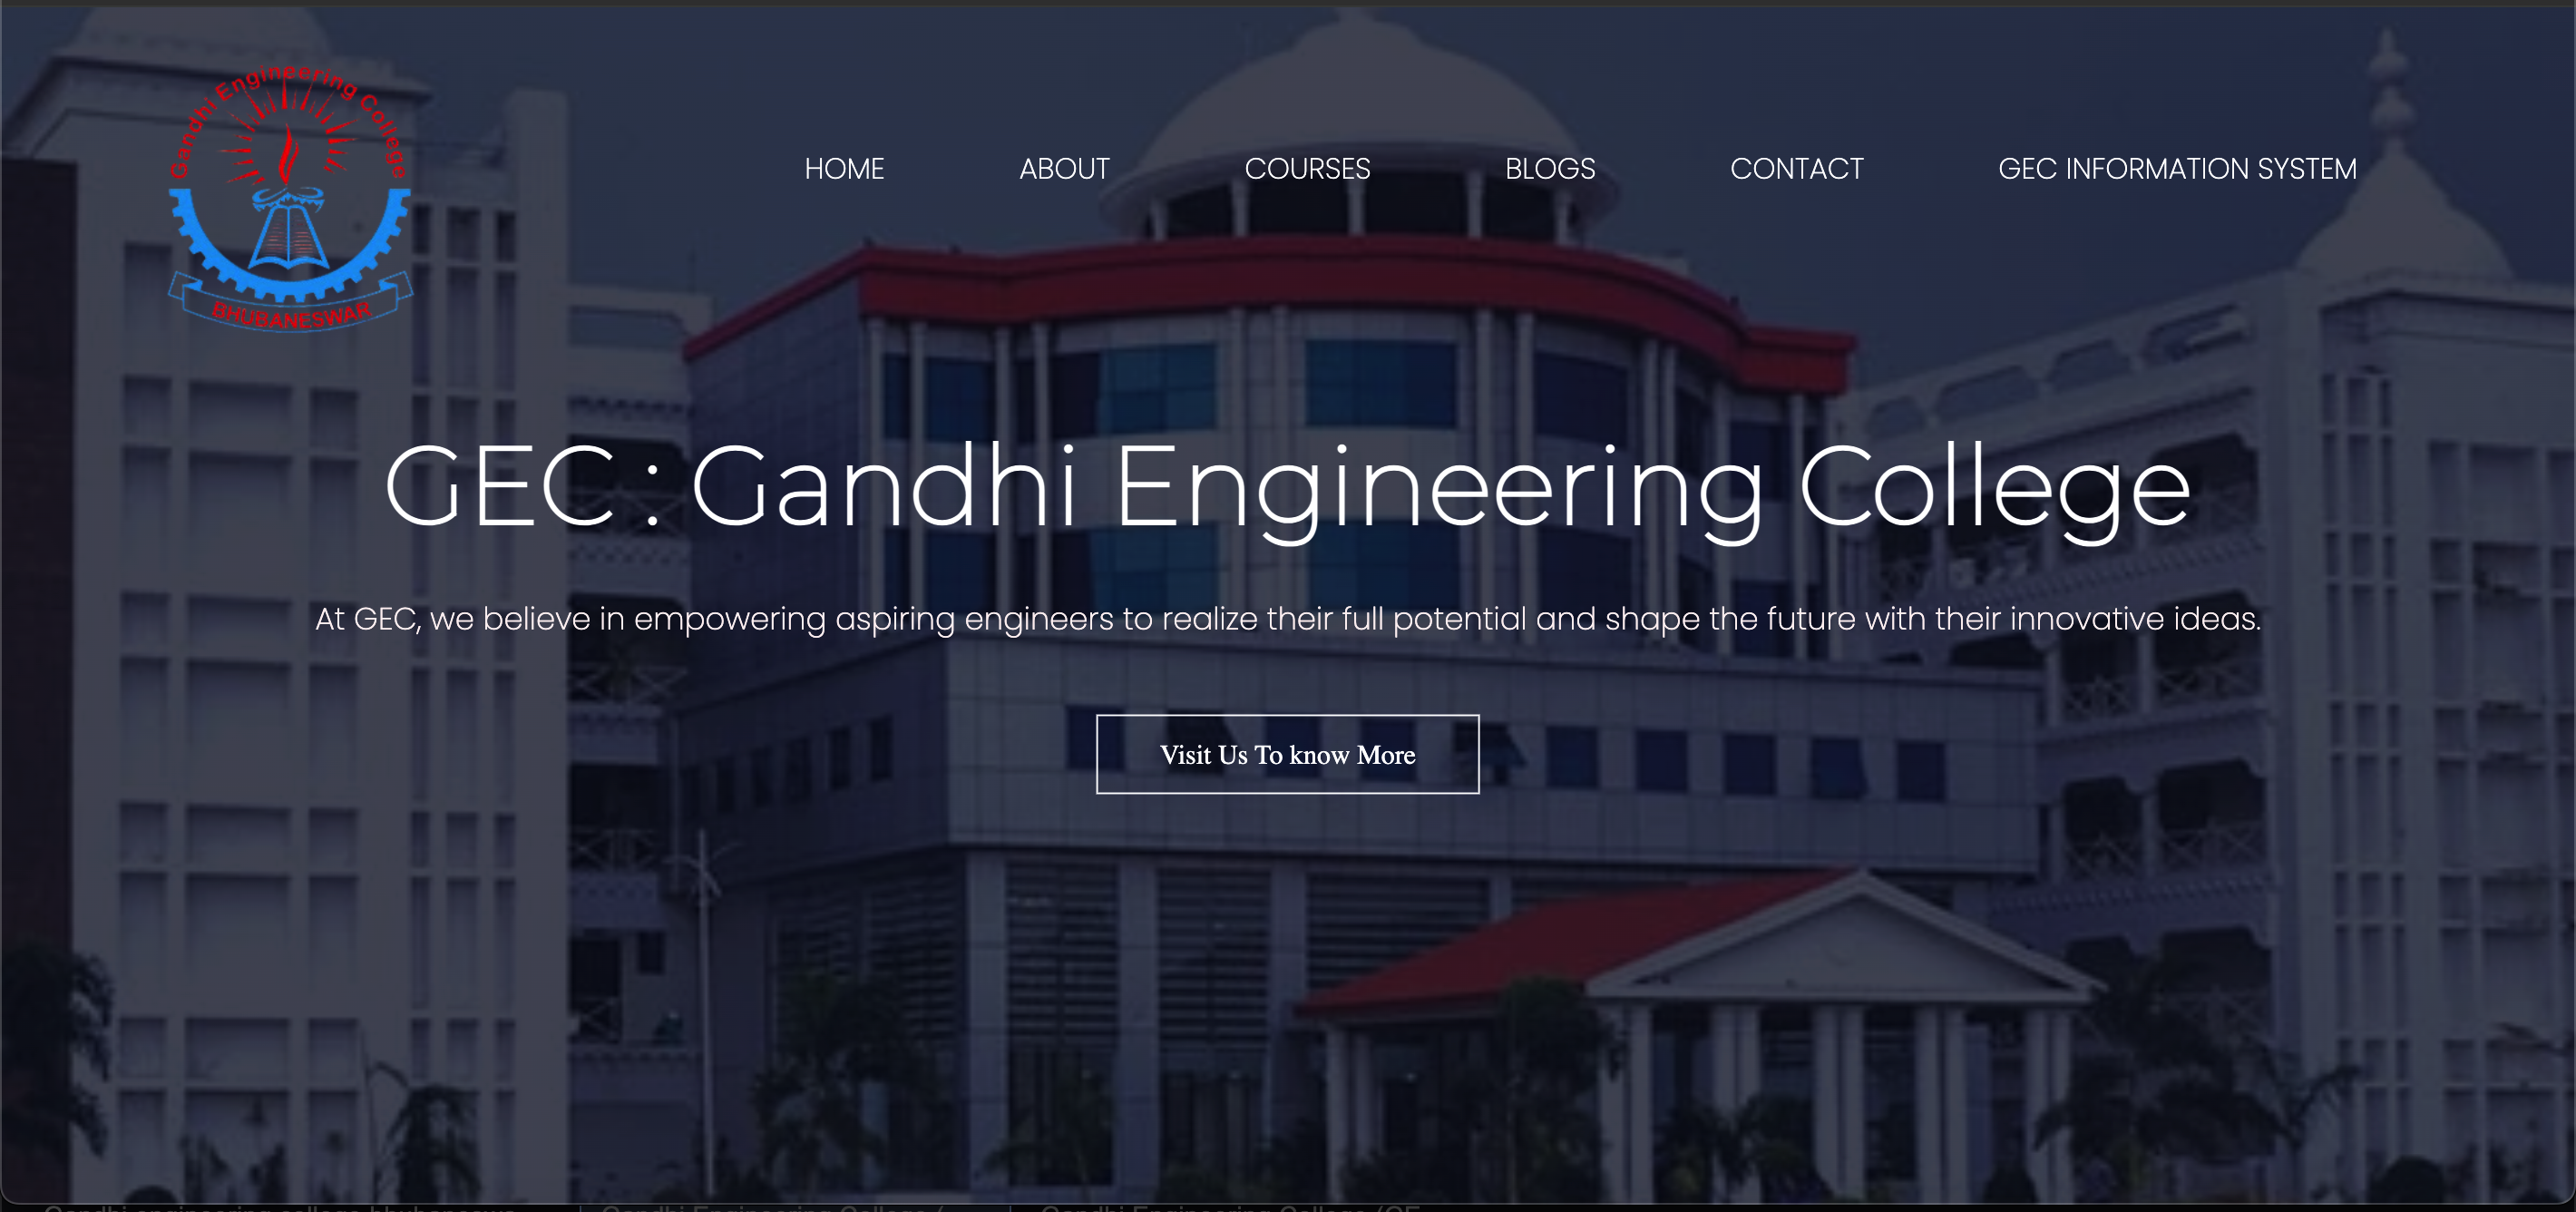 Gandhi Engineering College
BHUBANESWAR
HOME ABOUT COURSES BLOGS CONTACT GEC INFORMATION SYSTEM
GEC : Gandhi Engineering College
At GEC, we believe in empowering aspiring engineers to realize their full potential and shape the future with their innovative ideas.
Visit Us To know More